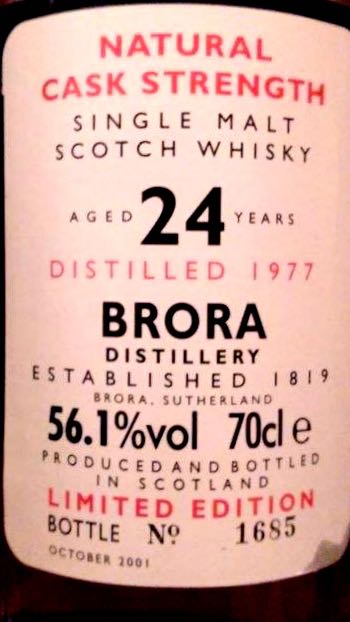 NATURAL
CASK STRENGTH
SINGLE MALT
SCOTCH WHISKY
AGED 24 YEARS
DISTILLED 1977
BRORA
DISTILLERY
ESTABLISHED 1819
BRORA, SUTHERLAND
56.1%vol 70cl e
PRODUCED AND BOTTLED
IN SCOTLAND
LIMITED EDITION
BOTTLE Nº 1685
OCTOBER 2001